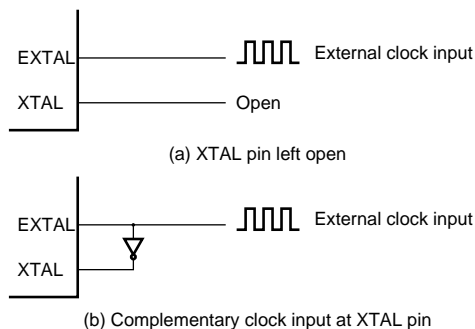 EXTAL External clock input
XTAL Open
(a) XTAL pin left open
EXTAL External clock input
XTAL
(b) Complementary clock input at XTAL pin